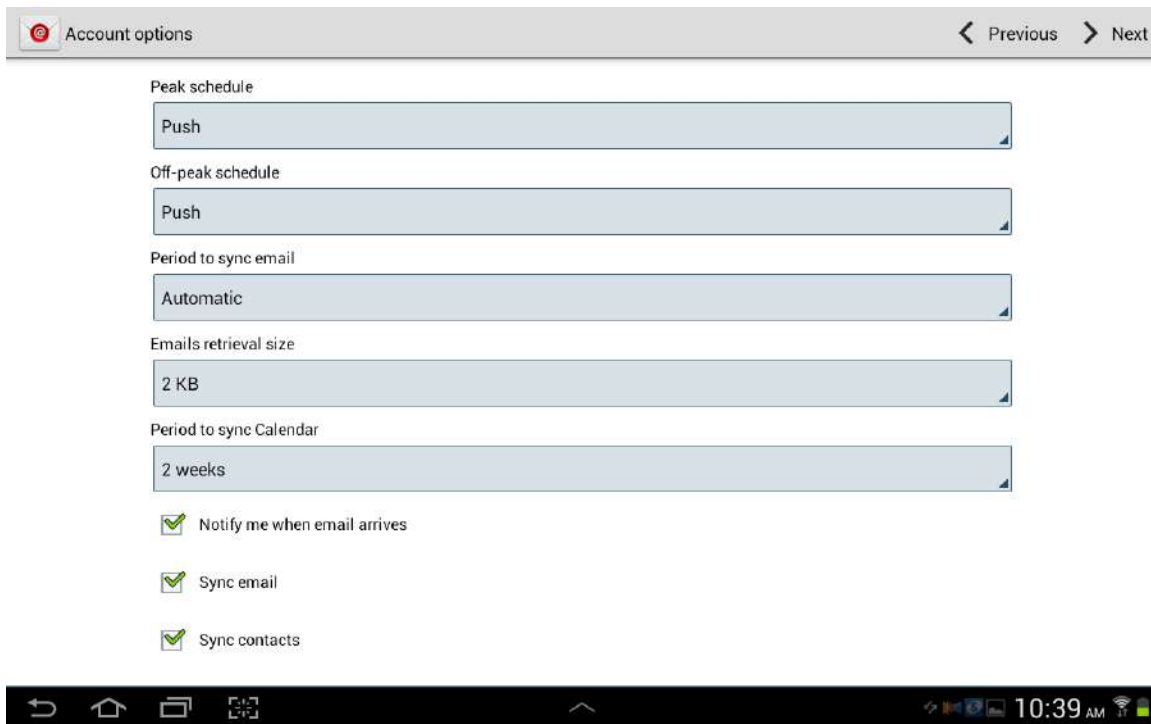 Account options
Previous
Next
Peak schedule
Push
Off-peak schedule
Push
Period to sync email
Automatic
Emails retrieval size
2 KB
Period to sync Calendar
2 weeks
Notify me when email arrives
Sync email
Sync contacts
10:39 AM